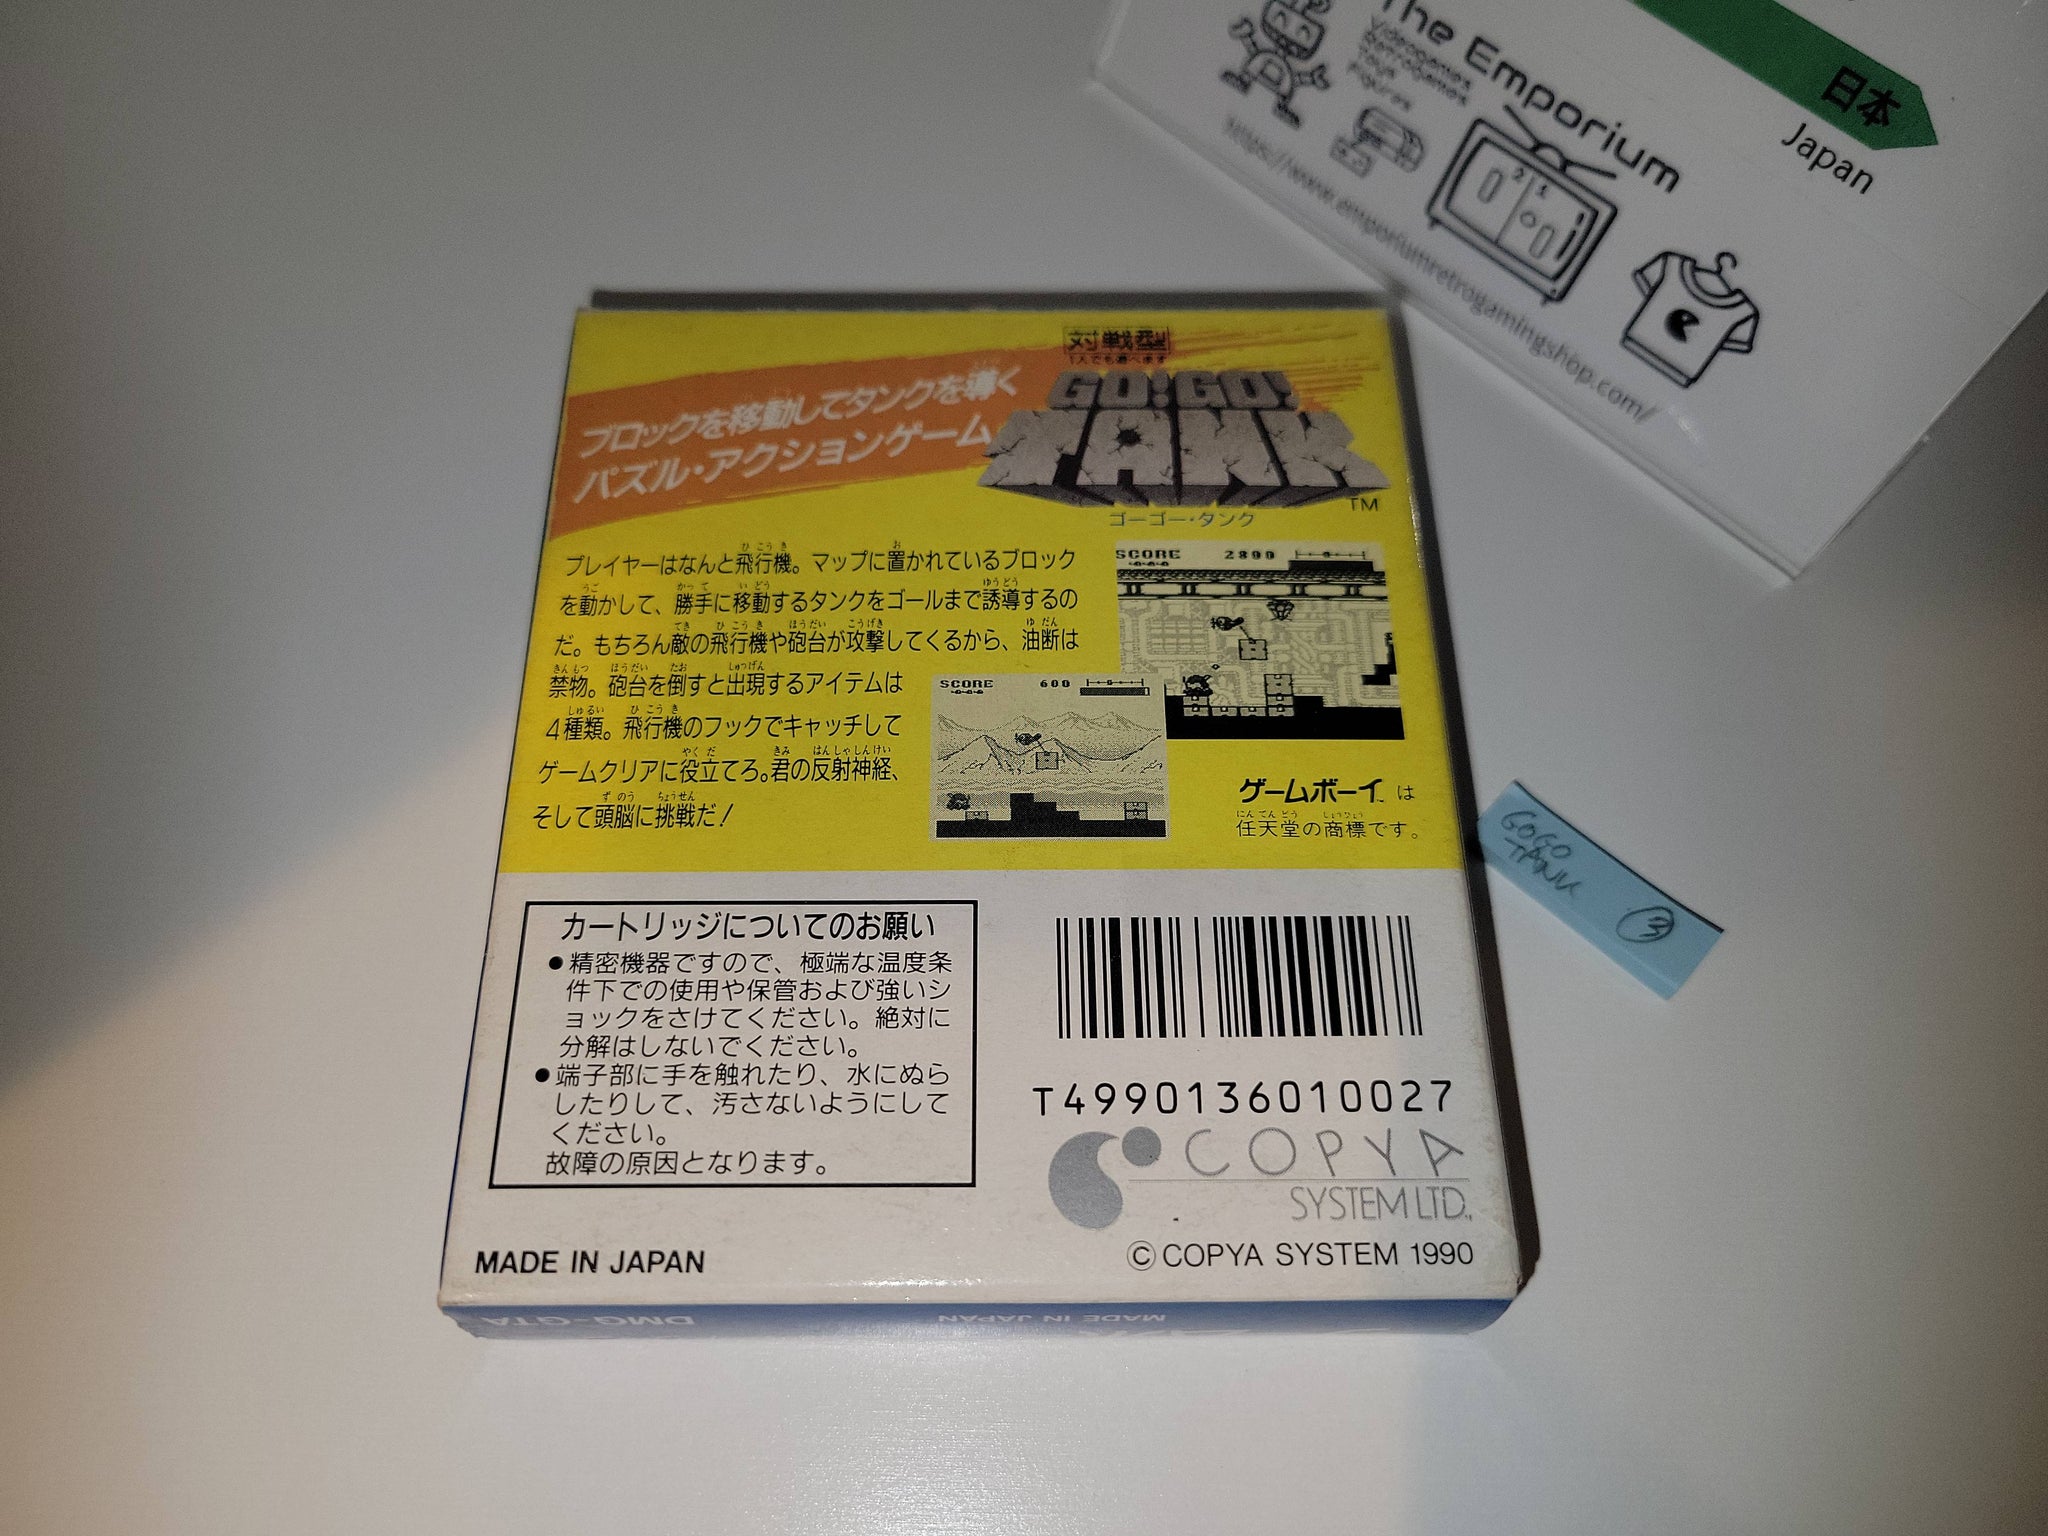 日本
Japan
The Emporium
Videogames
Retrogames
Toys
Figures
https://www.emporiumretrogamingshop.com/
対戦型
1人でも遊べます
GO! GO!
TANK
TM
ゴーゴー・タンク
ブロックを移動してタンクを導く
パズル・アクションゲーム
プレイヤーはなんと飛行機。マップに置かれているブロック
を動かして、勝手に移動するタンクをゴールまで誘導するの
だ。もちろん敵の飛行機や砲台が攻撃してくるから、油断は
禁物。砲台を倒すと出現するアイテムは
4種類。飛行機のフックでキャッチして
ゲームクリアに役立てろ。君の反射神経、
そして頭脳に挑戦だ!
SCORE 2800
SCORE 600
ゲームボーイは
任天堂の商標です。
GOGO
TANK
3
カートリッジについてのお願い
●精密機器ですので、極端な温度条
件下での使用や保管および強いシ
ョックをさけてください。絶対に
分解はしないでください。
●端子部に手を触れたり、水にぬら
したりして、汚さないようにして
ください。
故障の原因となります。
T4990136010027
COPYA
SYSTEM LTD.
MADE IN JAPAN
© COPYA SYSTEM 1990
DMG-GTA
MADE IN JAPAN